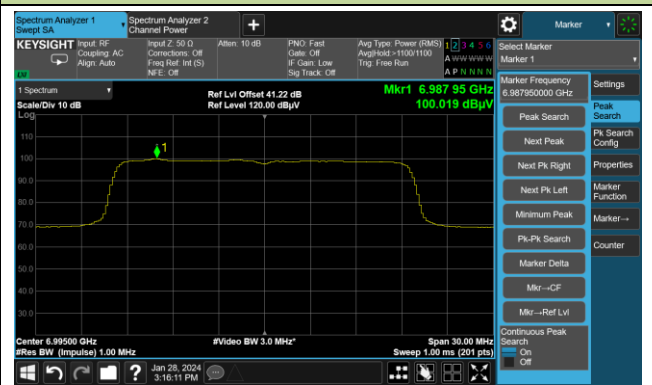 Spectrum Analyzer 1
Swept SA
Spectrum Analyzer 2
Channel Power
Marker
KEYSIGHT
Input: RF
Coupling: AC
Align: Auto
Input Z: 50 Ω
Corrections: Off
Freq Ref: Int (S)
NFE: Off
Atten: 10 dB
PNO: Fast
Gate: Off
IF Gain: Low
Sig Track: Off
Avg Type: Power (RMS)
Avg|Hold:>1100/1100
Trig: Free Run
1 2 3 4 5 6
A W W W W W
A P N N N N
Select Marker
Marker 1
1 Spectrum
Scale/Div 10 dB
Log
Ref Lvl Offset 41.22 dB
Ref Level 120.00 dBµV
Mkr1 6.987 95 GHz
100.019 dBµV
1
110
100
90.0
80.0
70.0
60.0
50.0
40.0
30.0
Center 6.99500 GHz
#Res BW (Impulse) 1.00 MHz
#Video BW 3.0 MHz*
Span 30.00 MHz
Sweep 1.00 ms (201 pts)
Marker Frequency
6.987950000 GHz
Peak Search
Next Peak
Next Pk Right
Next Pk Left
Minimum Peak
Pk-Pk Search
Marker Delta
Mkr→CF
Mkr→Ref Lvl
Continuous Peak
Search
On
Off
Settings
Peak
Search
Pk Search
Config
Properties
Marker
Function
Marker→
Counter
Jan 28, 2024
3:16:11 PM